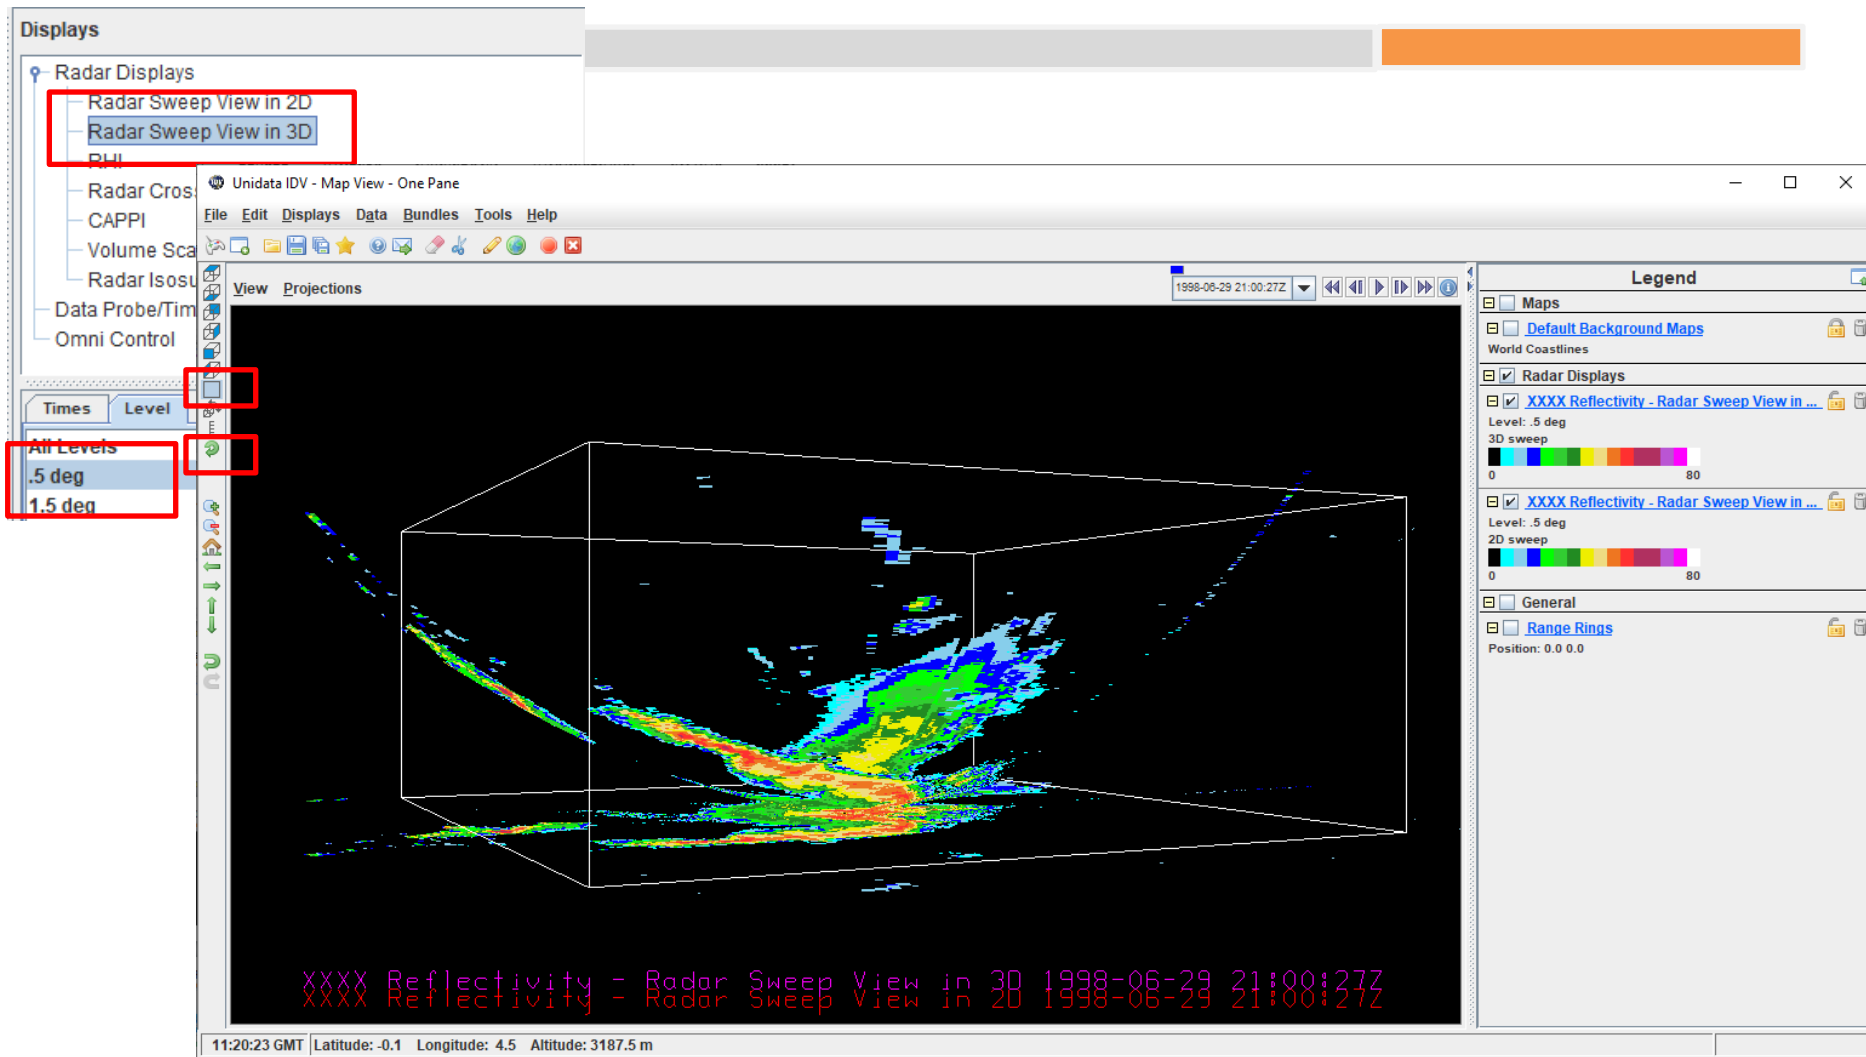 Displays
Radar Displays
Radar Sweep View in 2D
Radar Sweep View in 3D
RHI
Radar Cros
CAPPI
Volume Sca
Radar Isosu
Data Probe/Tim
Omni Control
Times Level
All Levels
.5 deg
1.5 deg
Unidata IDV - Map View - One Pane
File Edit Displays Data Bundles Tools Help
View Projections
1998-06-29 21:00:27Z
Legend
Maps
Default Background Maps
World Coastlines
Radar Displays
XXXX Reflectivity - Radar Sweep View in ...
Level: .5 deg
3D sweep
0 80
XXXX Reflectivity - Radar Sweep View in ...
Level: .5 deg
2D sweep
0 80
General
Range Rings
Position: 0.0 0.0
XXXX Reflectivity - Radar Sweep View in 3D 1998-06-29 21:00:27Z
XXXX Reflectivity - Radar Sweep View in 2D 1998-06-29 21:00:27Z
11:20:23 GMT Latitude: -0.1 Longitude: 4.5 Altitude: 3187.5 m